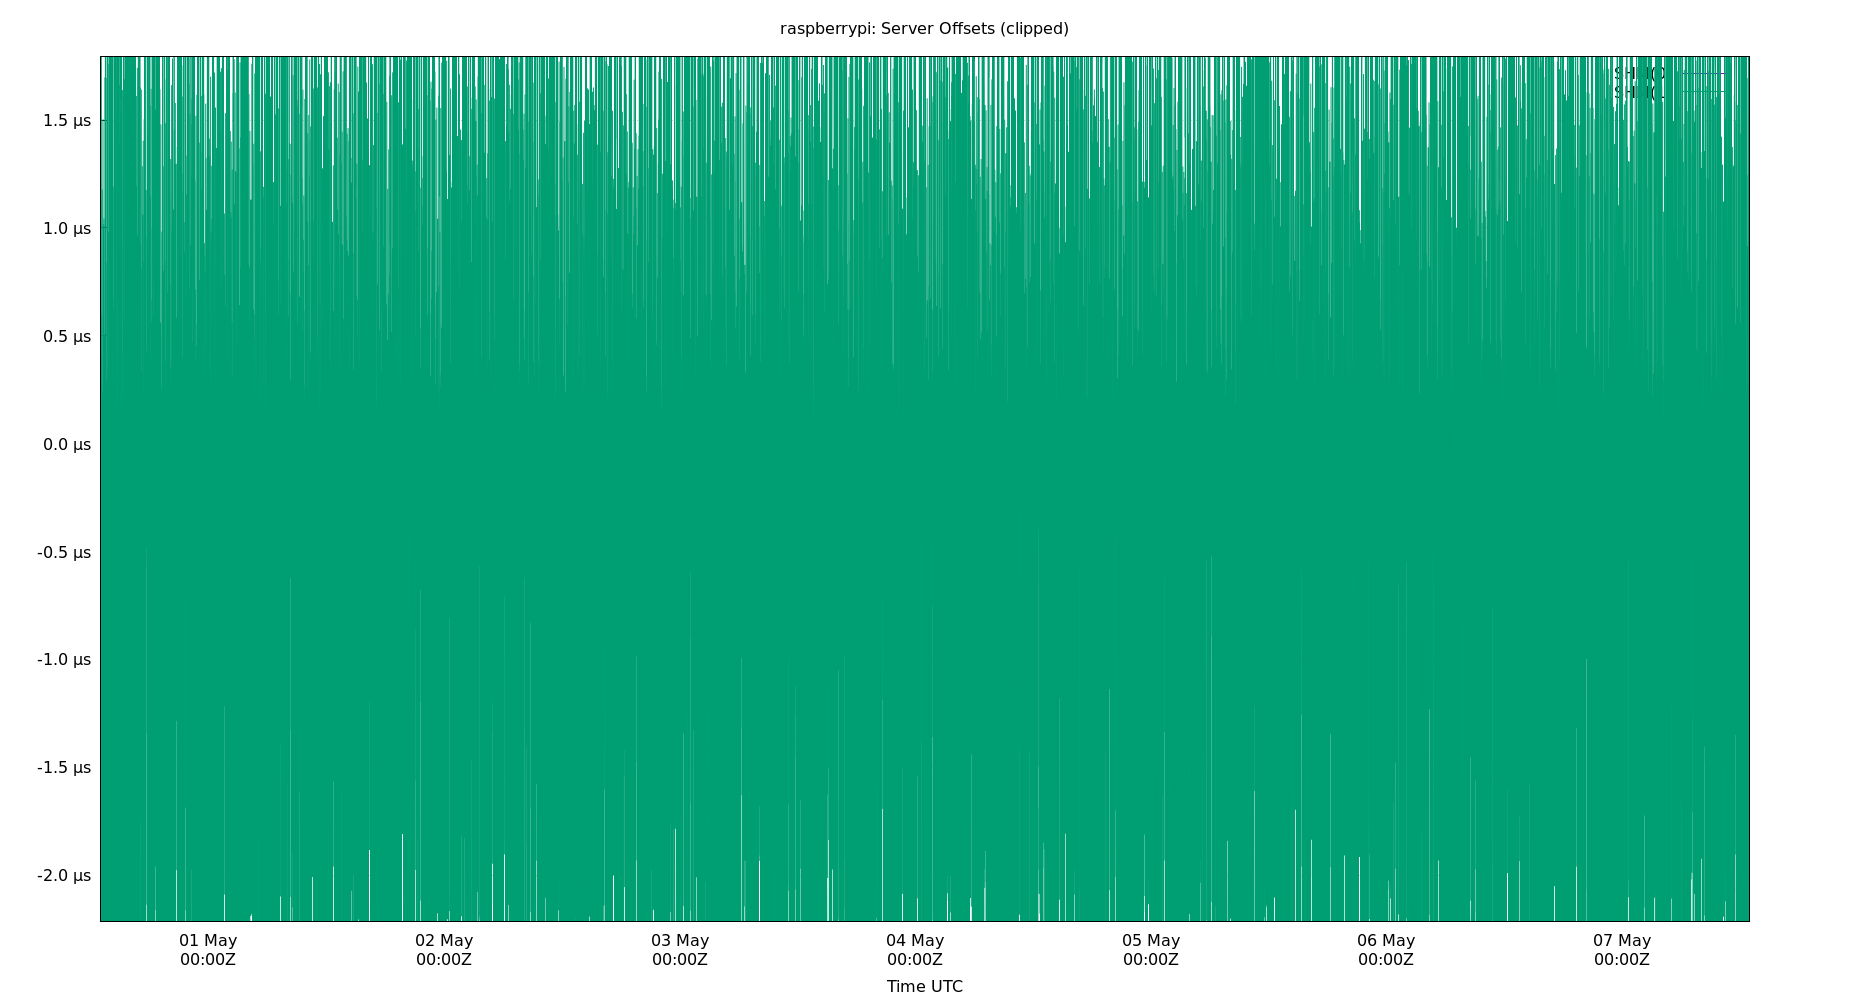 raspberrypi: Server Offsets (clipped)
1.5 µs
1.0 µs
0.5 µs
0.0 µs
-0.5 µs
-1.0 µs
-1.5 µs
-2.0 µs
01 May
00:00Z
02 May
00:00Z
03 May
00:00Z
04 May
00:00Z
05 May
00:00Z
06 May
00:00Z
07 May
00:00Z
Time UTC